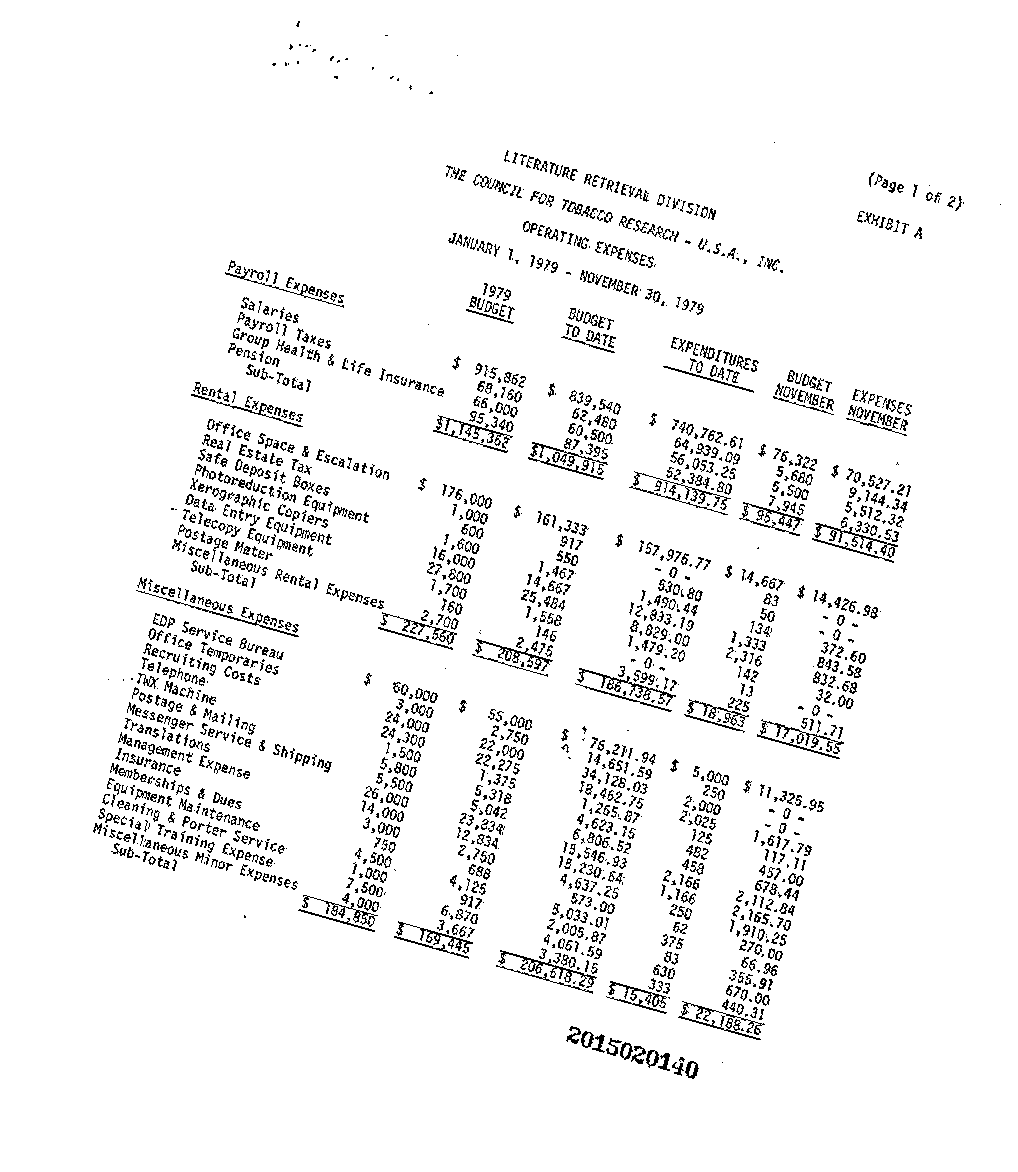 (Page 1 of 2)
LITERATURE RETRIEVAL DIVISION
EXHIBIT A
THE COUNCIL FOR TOBACCO RESEARCH - U.S.A., INC.
OPERATING EXPENSES
JANUARY 1, 1979 - NOVEMBER 30, 1979
1979 BUDGET BUDGET TO DATE EXPENDITURES TO DATE BUDGET NOVEMBER EXPENSES NOVEMBER
Payroll Expenses
Salaries $ 915,862 $ 839,540 $ 740,762.61 $ 76,322 $ 70,527.21
Payroll Taxes 68,160 62,480 64,939.09 5,680 9,144.34
Group Health & Life Insurance 66,000 60,500 56,053.25 5,500 5,512.32
Pension 95,340 87,395 52,384.80 7,945 6,330.53
Sub-Total $1,145,362 $1,049,915 $ 914,139.75 $ 95,447 $ 91,514.40
Rental Expenses
Office Space & Escalation $ 176,000 $ 161,333 $ 157,976.77 $ 14,667 $ 14,426.98
Real Estate Tax 1,000 917 - 0 - 83 - 0 -
Safe Deposit Boxes 600 550 530.80 50 - 0 -
Photoreduction Equipment 1,600 1,467 1,490.44 134 372.60
Xerographic Copiers 16,000 14,667 12,833.19 1,333 843.58
Data Entry Equipment 27,800 25,484 8,829.00 2,316 832.68
Telecopy Equipment 1,700 1,558 1,479.20 142 32.00
Postage Meter 160 146 - 0 - 13 - 0 -
Miscellaneous Rental Expenses 2,700 2,475 3,599.17 225 511.71
Sub-Total $ 227,560 $ 208,597 $ 186,738.57 $ 18,963 $ 17,019.55
Miscellaneous Expenses
EDP Service Bureau $ 60,000 $ 55,000 $ 76,211.94 $ 5,000 $ 11,325.95
Office Temporaries 3,000 2,750 14,651.59 250 - 0 -
Recruiting Costs 24,000 22,000 34,128.03 2,000 - 0 -
Telephone 24,300 22,275 18,462.75 2,025 1,617.79
TWX Machine 1,500 1,375 1,265.87 125 117.11
Postage & Mailing 5,800 5,318 4,623.15 482 457.00
Messenger Service & Shipping 5,500 5,042 6,806.52 458 678.44
Translations 26,000 23,834 18,546.93 2,166 2,112.84
Management Expense 14,000 12,834 18,230.64 1,166 2,165.70
Insurance 3,000 2,750 4,637.25 250 1,910.25
Memberships & Dues 750 688 573.00 62 270.00
Equipment Maintenance 4,500 4,125 5,033.01 375 66.96
Cleaning & Porter Service 1,000 917 2,005.87 83 355.91
Special Training Expense 7,500 6,870 4,061.59 630 670.00
Miscellaneous Minor Expenses 4,000 3,667 3,380.15 333 440.31
Sub-Total $ 184,850 $ 169,445 $ 206,618.29 $ 15,405 $ 22,188.26
2015020140